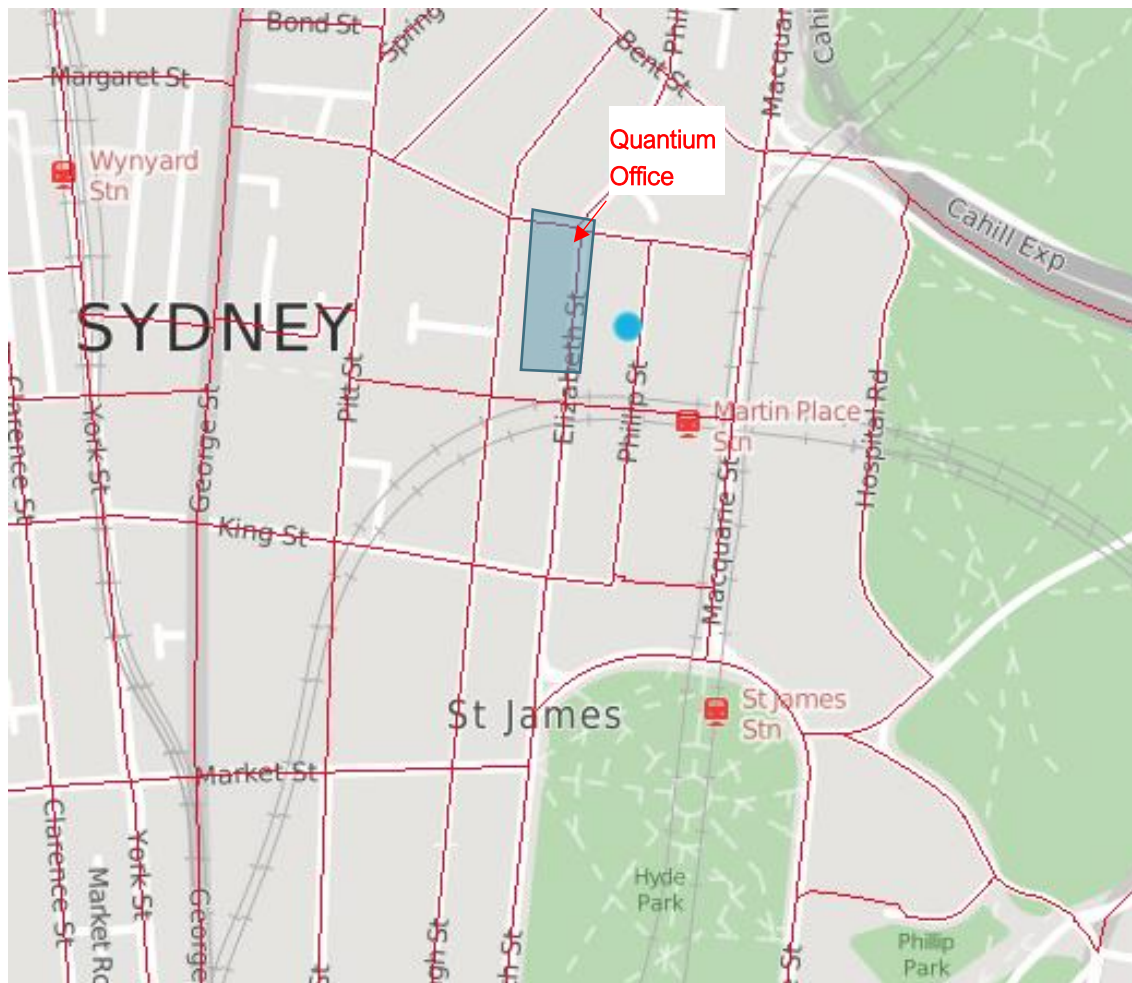 Bond St
Spring
Phil
Bent St
Macquarie
Cahi
Margaret St
Quantium
Office
Wynyard
Stn
Cahill Exp
SYDNEY
Elizabeth St
Pitt St
Phillip St
Martin Place
Stn
Hospital Rd
Clarence St
York St
George St
Macquarie St
King St
St James
St James
Stn
Market St
Clarence St
York St
Market Ro
George
St
gh St
h St
Hyde
Park
St
Phillip
Park